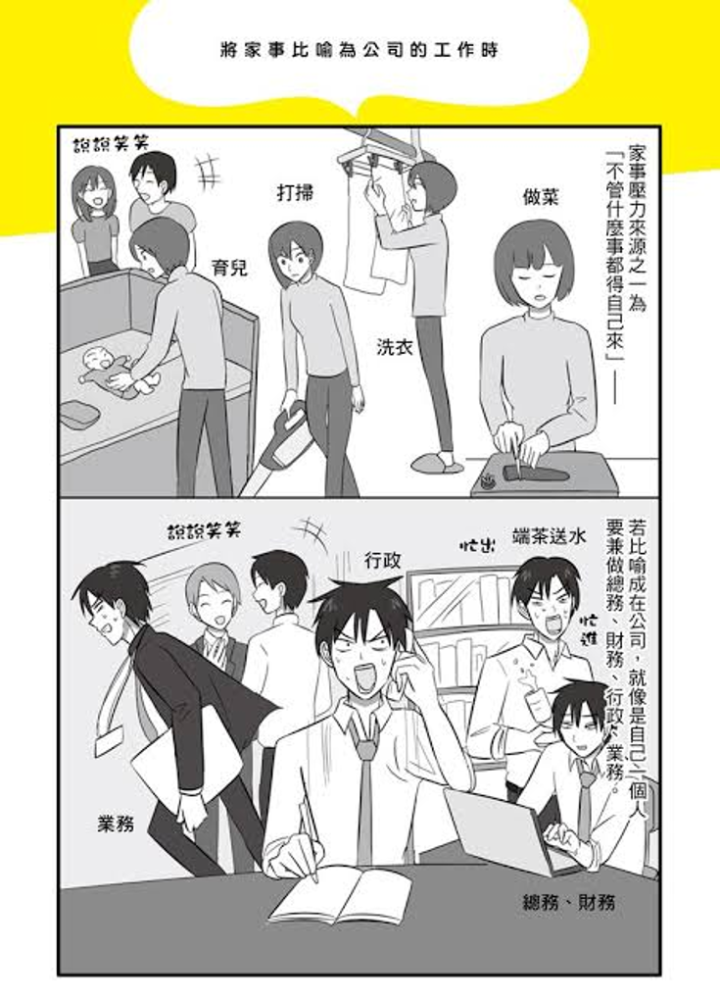 將家事比喻為公司的工作時
家事壓力來源之一為
「不管什麼事都得自己來」——
做菜
洗衣
打掃
育兒
說說笑笑
若比喻成在公司，就像是自己一個人
要兼做總務、財務、行政、業務。
端茶送水
忙出
忙進
行政
說說笑笑
業務
總務、財務